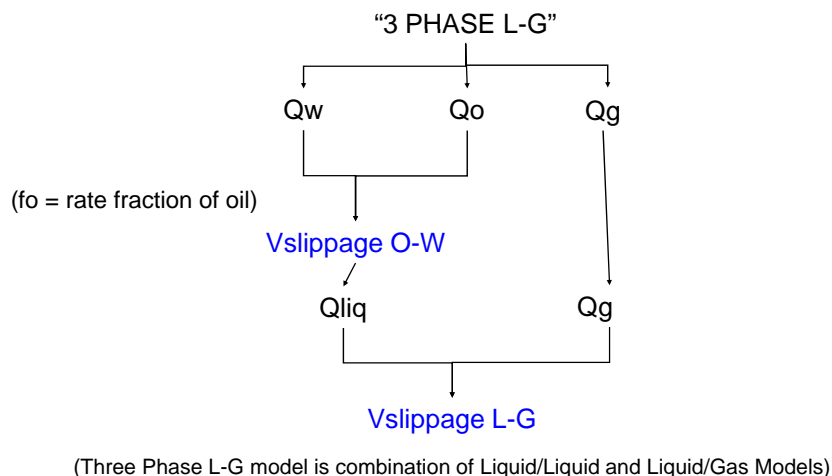 “3 PHASE L-G”
Qw Qo Qg
(fo = rate fraction of oil)
Vslippage O-W
Qliq Qg
Vslippage L-G
(Three Phase L-G model is combination of Liquid/Liquid and Liquid/Gas Models)